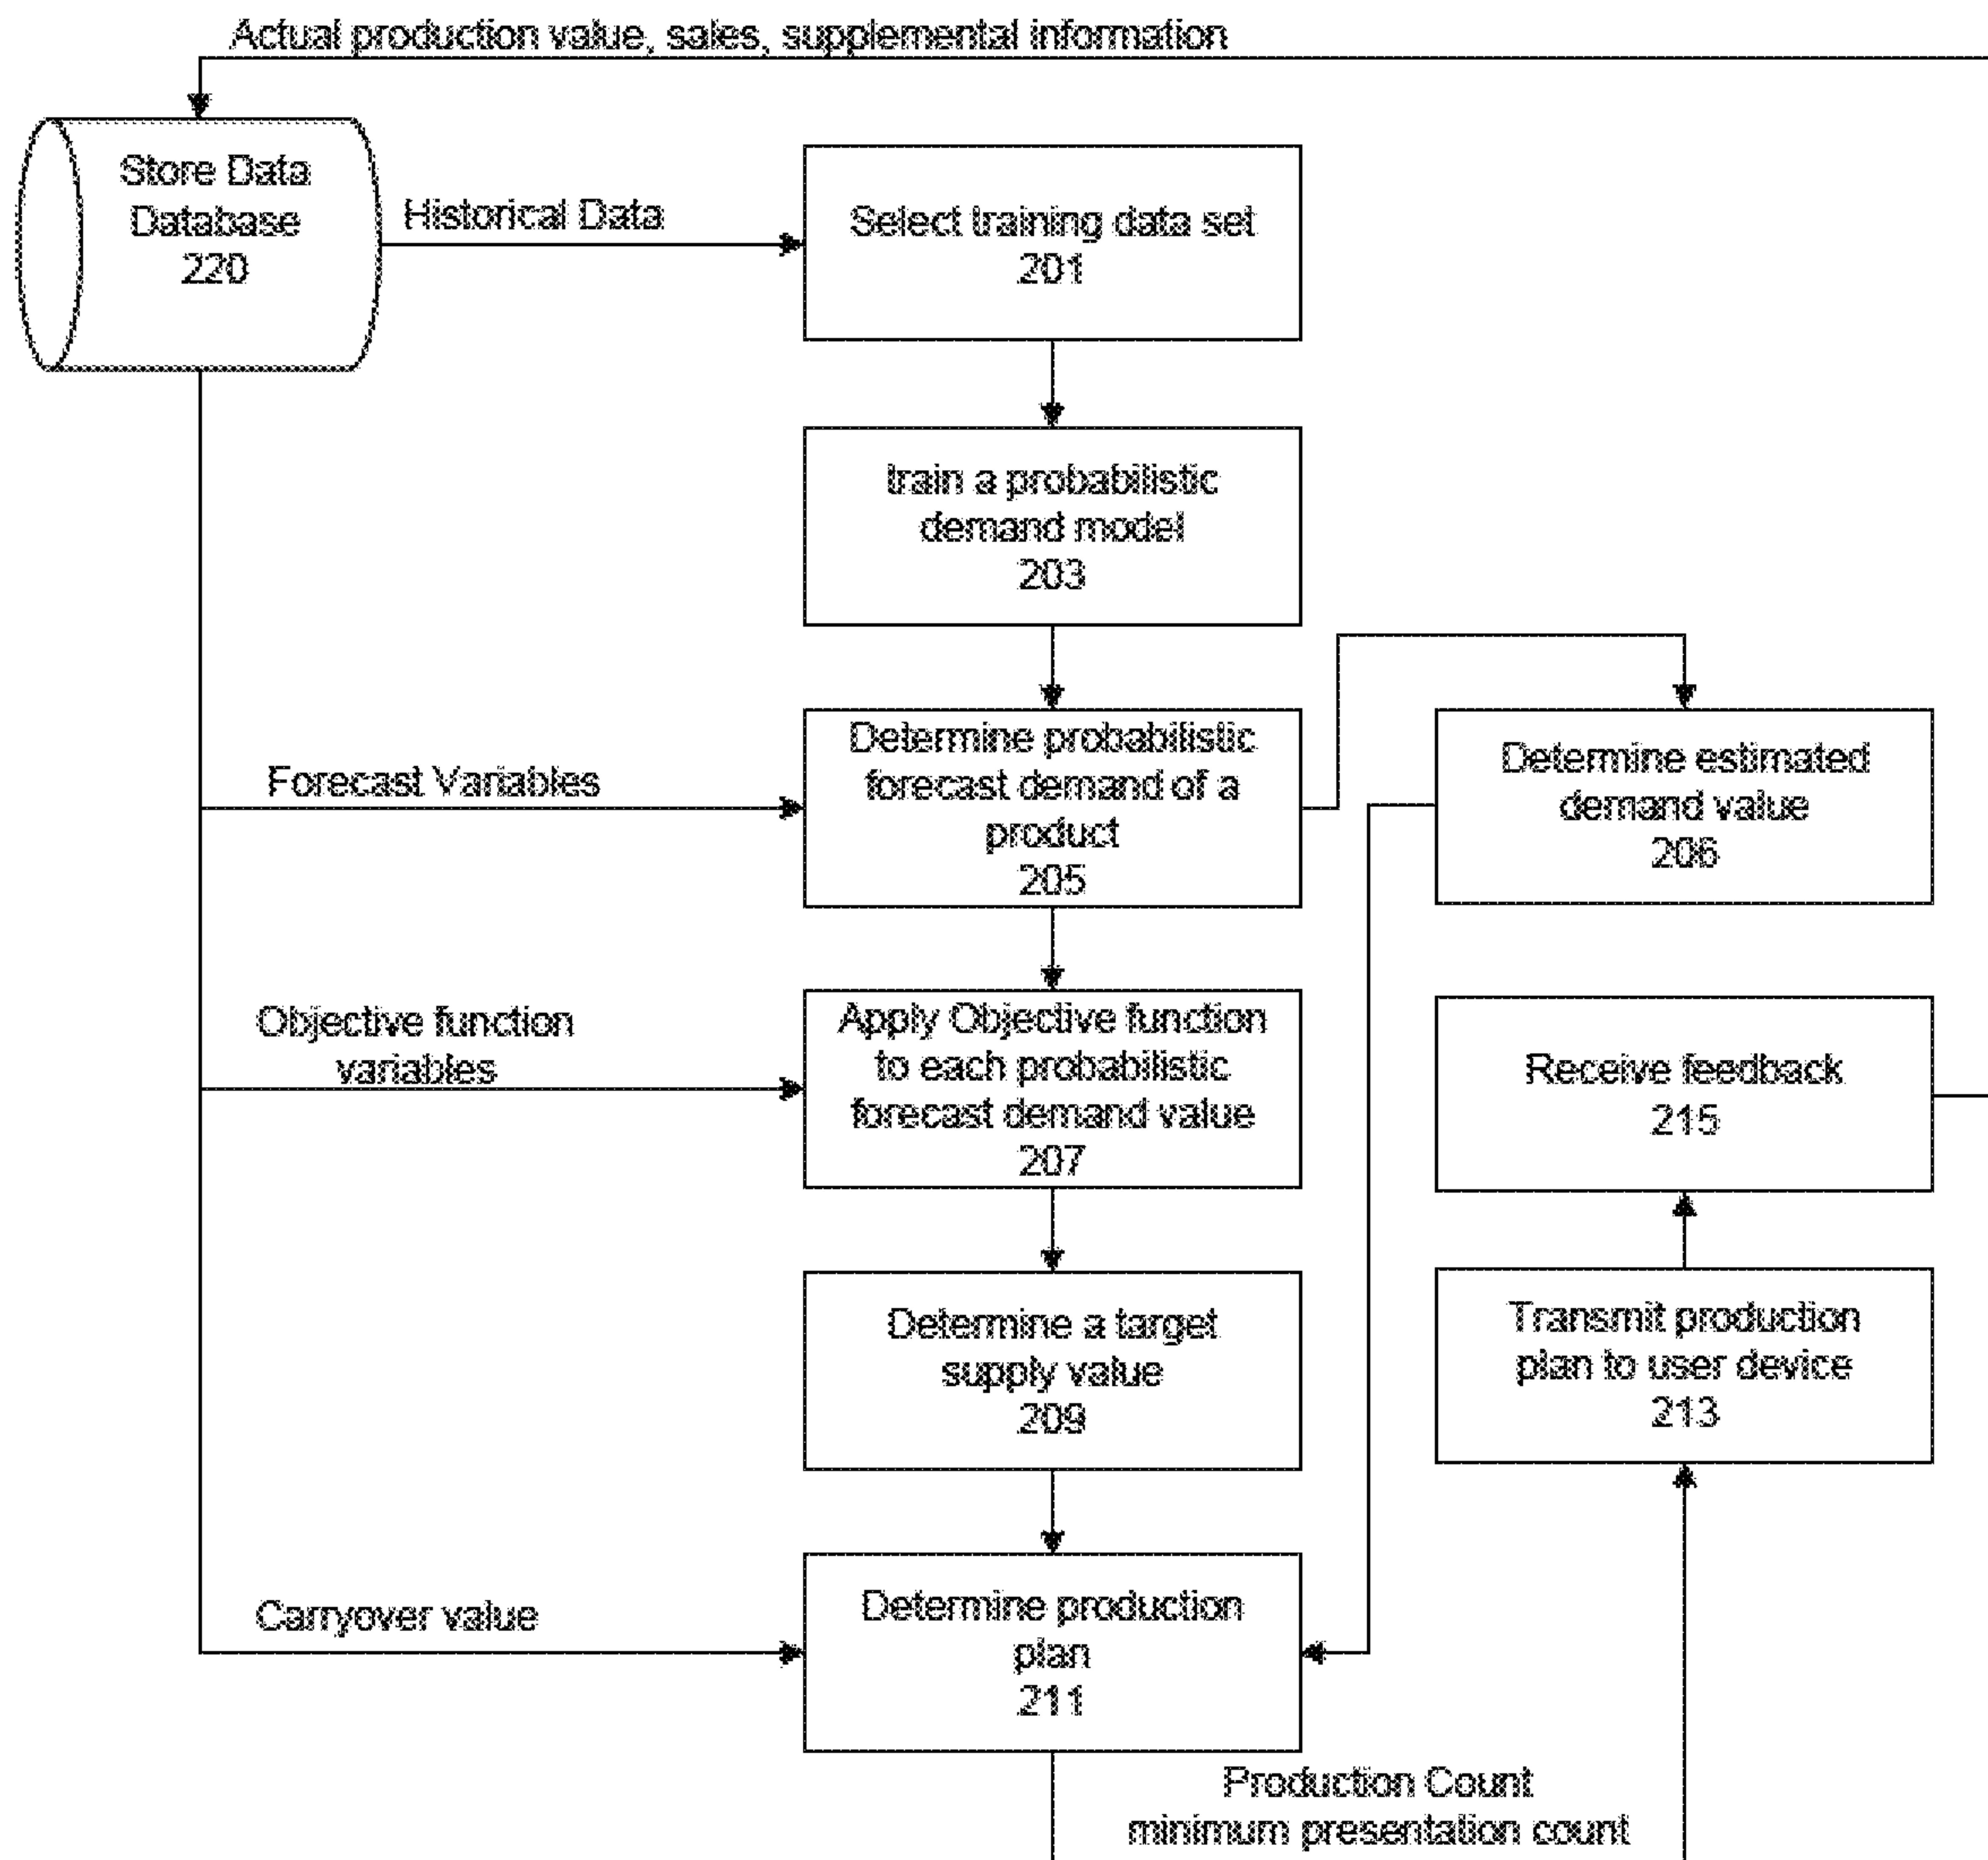 Actual production value, sales, supplemental information
Store Data
Database
220
Historical Data
Select training data set
201
train a probabilistic
demand model
203
Forecast Variables
Determine probabilistic
forecast demand of a
product
205
Determine estimated
demand value
206
Objective function
variables
Apply Objective function
to each probabilistic
forecast demand value
207
Receive feedback
215
Determine a target
supply value
209
Transmit production
plan to user device
213
Carryover value
Determine production
plan
211
Production Count
minimum presentation count